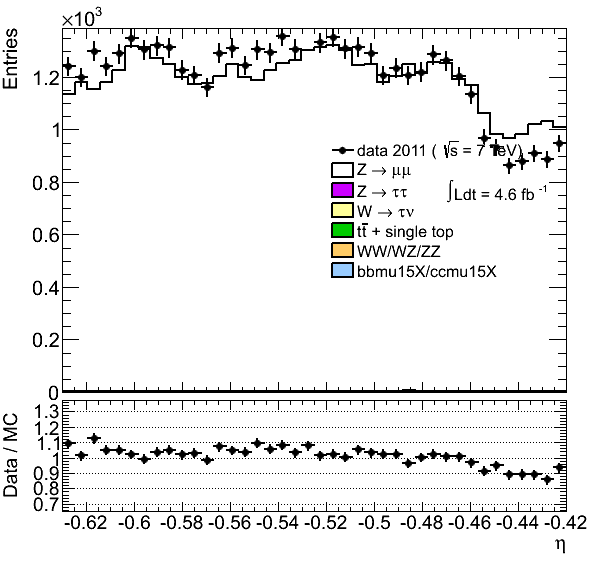 ×10³
Entries
1.2
1
0.8
0.6
0.4
0.2
0
data 2011 ( √s = 7 TeV)
Z → μμ
Z → ττ
∫Ldt = 4.6 fb⁻¹
W → τν
tt̄ + single top
WW/WZ/ZZ
bbmu15X/ccmu15X
Data / MC
1.3
1.2
1.1
1
0.9
0.8
0.7
-0.62 -0.6 -0.58 -0.56 -0.54 -0.52 -0.5 -0.48 -0.46 -0.44 -0.42
η